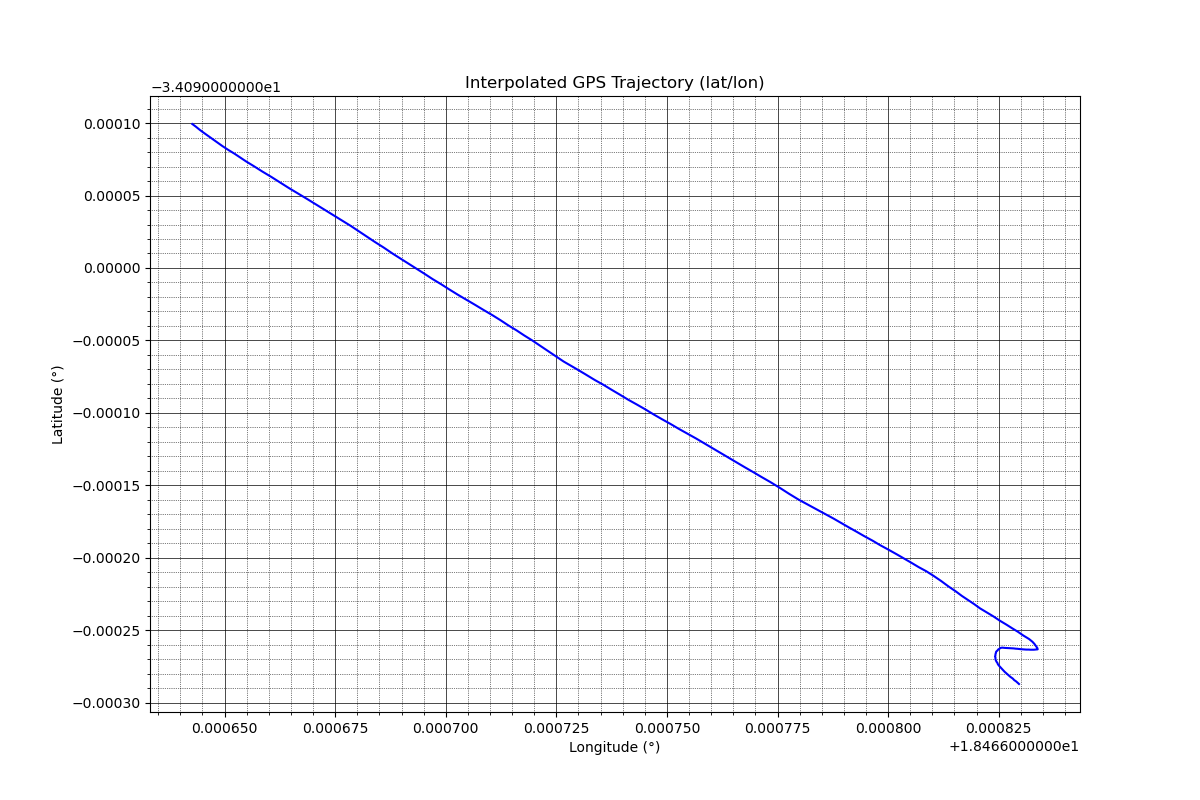 Interpolated GPS Trajectory (lat/lon)
−3.4090000000e1
0.00010
0.00005
0.00000
−0.00005
−0.00010
−0.00015
−0.00020
−0.00025
−0.00030
Latitude (°)
0.000650 0.000675 0.000700 0.000725 0.000750 0.000775 0.000800 0.000825
Longitude (°)
+1.8466000000e1